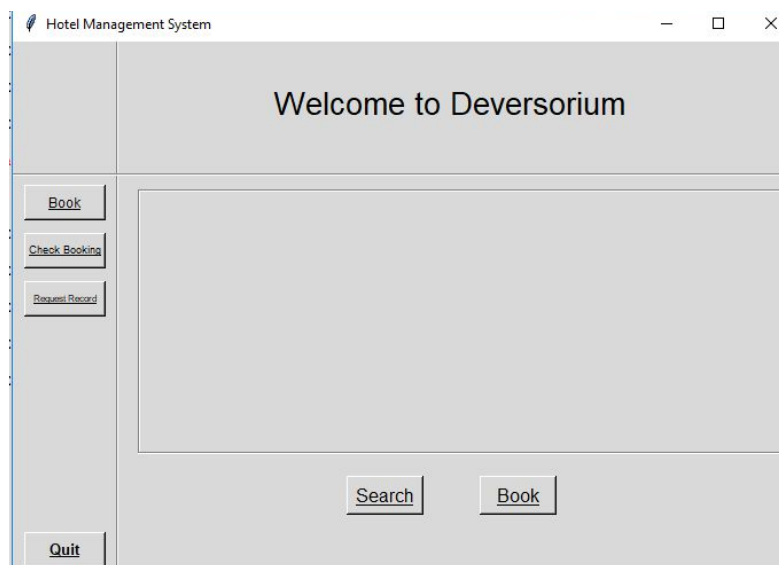 Hotel Management System
Welcome to Deversorium
Book
Check Booking
Request Record
Search
Book
Quit